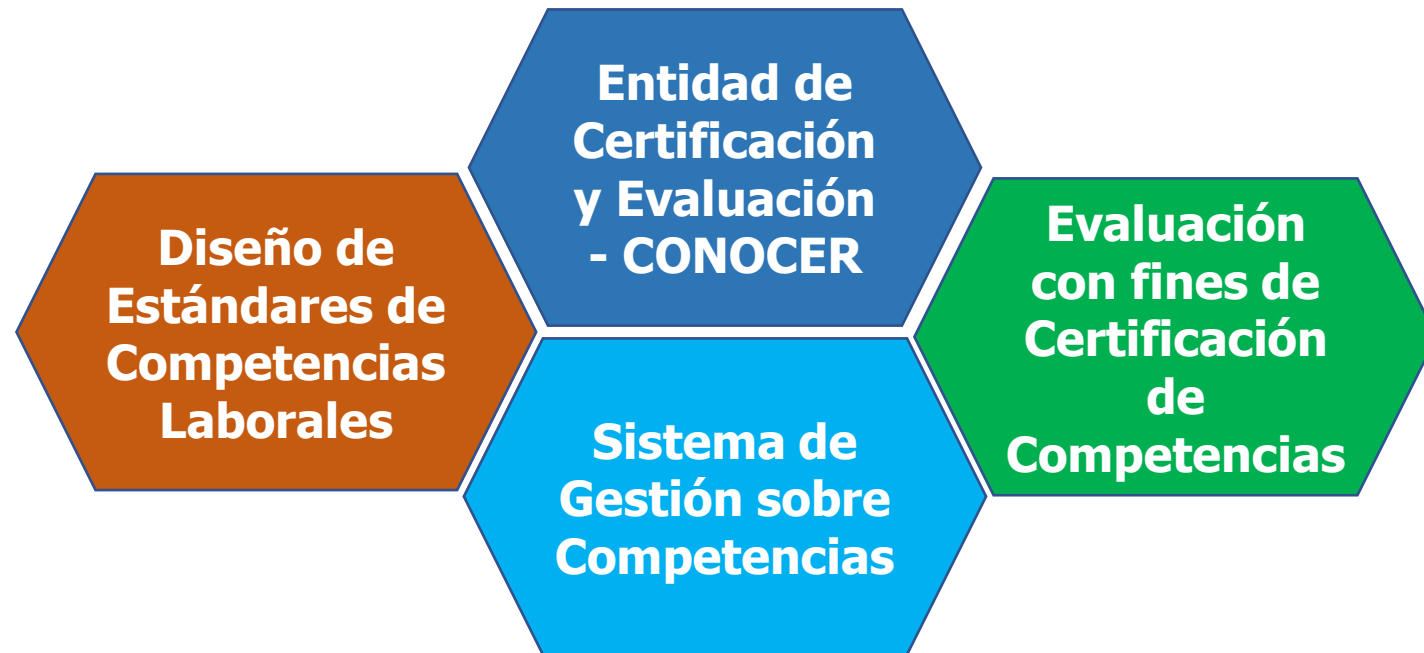 Entidad de
Certificación
y Evaluación
- CONOCER
Diseño de
Estándares de
Competencias
Laborales
Evaluación
con fines de
Certificación
de
Competencias
Sistema de
Gestión sobre
Competencias